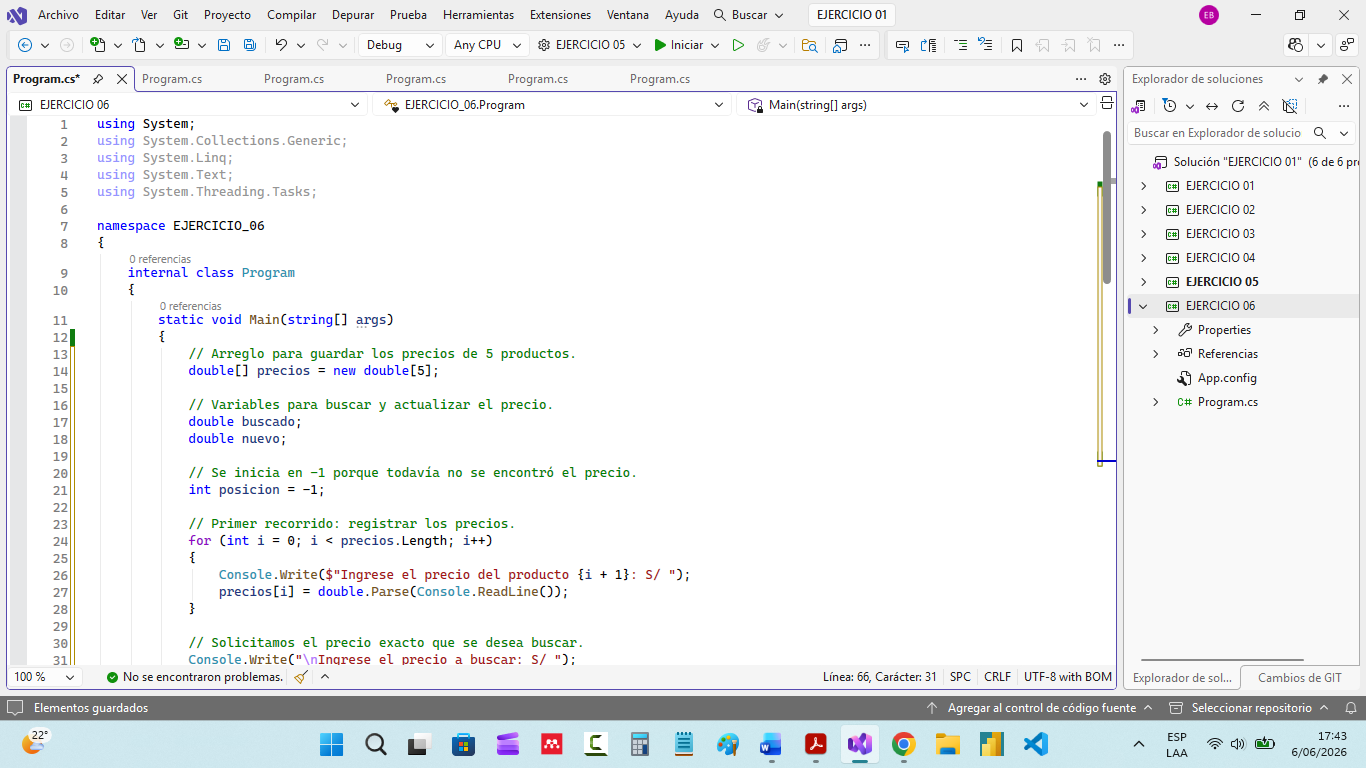 Archivo Editar Ver Git Proyecto Compilar Depurar Prueba Herramientas Extensiones Ventana Ayuda Buscar EJERCICIO 01 EB
Debug Any CPU EJERCICIO 05 Iniciar
Program.cs* Program.cs Program.cs Program.cs Program.cs Program.cs
EJERCICIO 06 EJERCICIO_06.Program Main(string[] args)
1 using System;
2 using System.Collections.Generic;
3 using System.Linq;
4 using System.Text;
5 using System.Threading.Tasks;
6
7 namespace EJERCICIO_06
8 {
0 referencias
9 internal class Program
10 {
0 referencias
11 static void Main(string[] args)
12 {
13 // Arreglo para guardar los precios de 5 productos.
14 double[] precios = new double[5];
15
16 // Variables para buscar y actualizar el precio.
17 double buscado;
18 double nuevo;
19
20 // Se inicia en -1 porque todavía no se encontró el precio.
21 int posicion = -1;
22
23 // Primer recorrido: registrar los precios.
24 for (int i = 0; i < precios.Length; i++)
25 {
26 Console.Write($"Ingrese el precio del producto {i + 1}: S/ ");
27 precios[i] = double.Parse(Console.ReadLine());
28 }
29
30 // Solicitamos el precio exacto que se desea buscar.
31 Console.Write("\nIngrese el precio a buscar: S/ ");
100 % No se encontraron problemas. Línea: 66, Carácter: 31 SPC CRLF UTF-8 with BOM
Explorador de soluciones
Buscar en Explorador de solucio
Solución "EJERCICIO 01" (6 de 6 pr
EJERCICIO 01
EJERCICIO 02
EJERCICIO 03
EJERCICIO 04
EJERCICIO 05
EJERCICIO 06
Properties
Referencias
App.config
C# Program.cs
Explorador de sol... Cambios de GIT
Elementos guardados Agregar al control de código fuente Seleccionar repositorio
22° ESP 17:43
LAA 6/06/2026